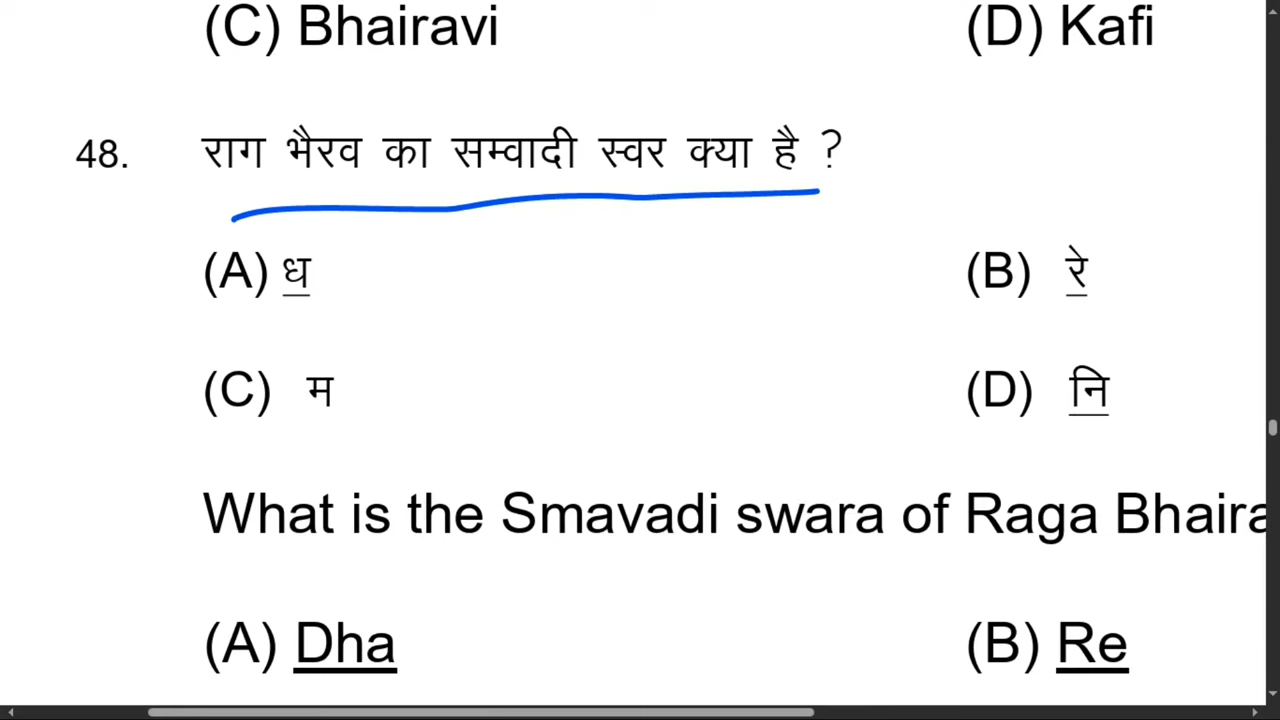 (C) Bhairavi (D) Kafi
48. राग भैरव का सम्वादी स्वर क्या है ?
(A) ध (B) रे
(C) म (D) नि
What is the Smavadi swara of Raga Bhaira
(A) Dha (B) Re